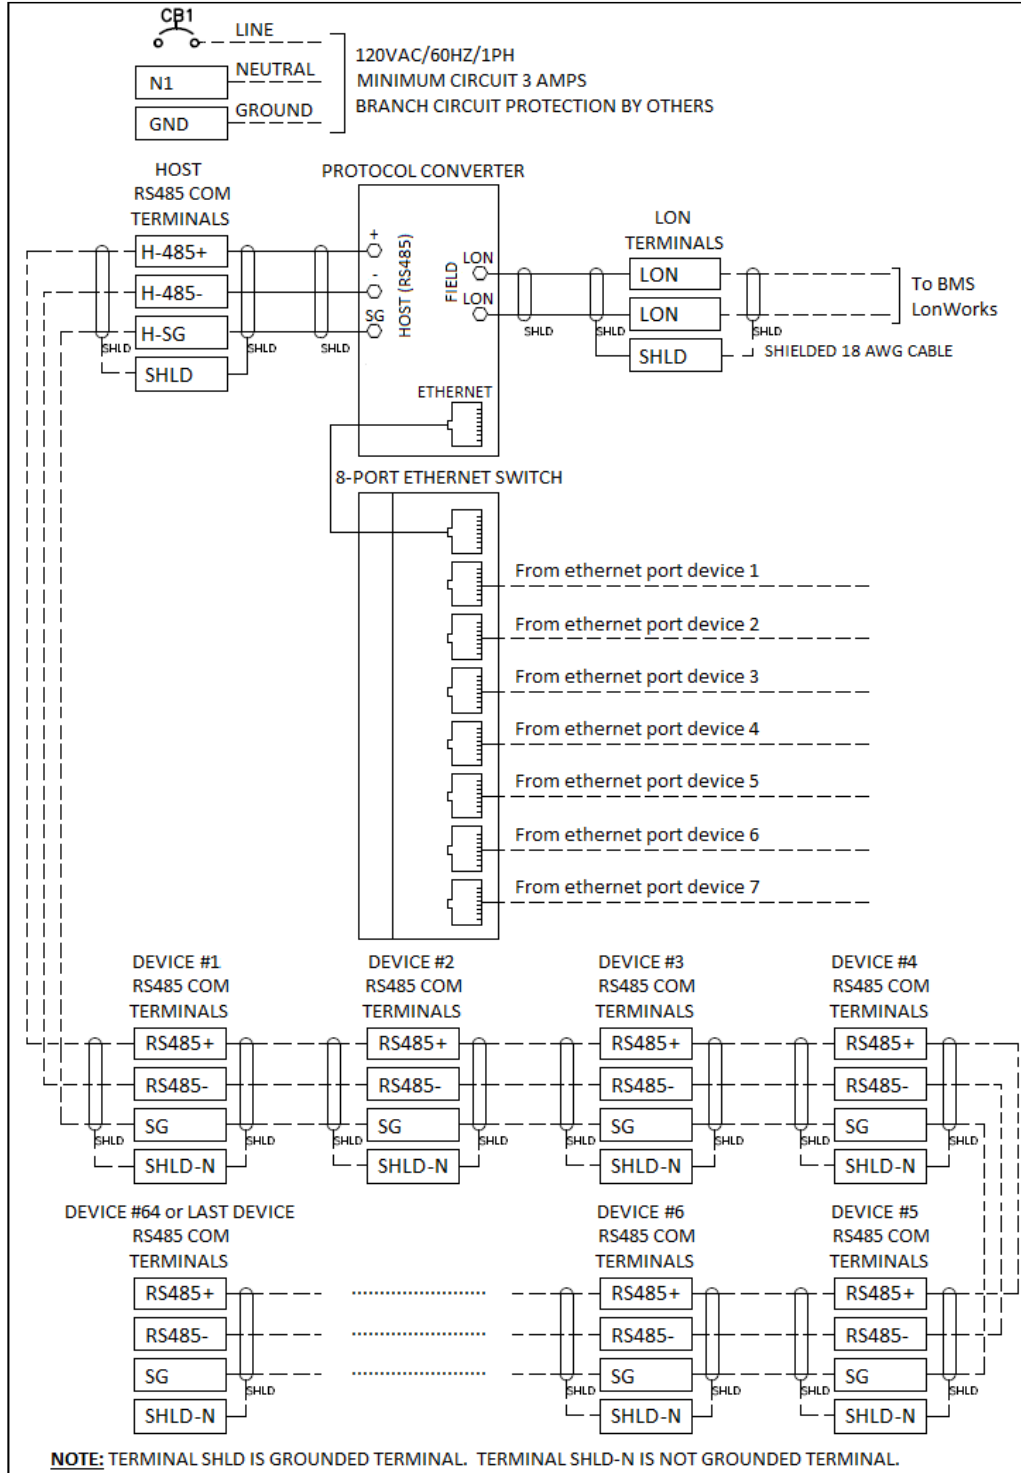 CB1
LINE
120VAC/60HZ/1PH
NEUTRAL
N1
MINIMUM CIRCUIT 3 AMPS
GROUND
BRANCH CIRCUIT PROTECTION BY OTHERS
GND
HOST
RS485 COM
TERMINALS
H-485+
H-485-
H-SG
SHLD
SHLD
SHLD
SHLD
PROTOCOL CONVERTER
+
-
SG
HOST (RS485)
FIELD
LON
LON
ETHERNET
SHLD
SHLD
LON
TERMINALS
LON
LON
SHLD
SHLD
To BMS
LonWorks
SHIELDED 18 AWG CABLE
8-PORT ETHERNET SWITCH
From ethernet port device 1
From ethernet port device 2
From ethernet port device 3
From ethernet port device 4
From ethernet port device 5
From ethernet port device 6
From ethernet port device 7
DEVICE #1
RS485 COM
TERMINALS
RS485+
RS485-
SG
SHLD
SHLD
SHLD-N
DEVICE #2
RS485 COM
TERMINALS
RS485+
RS485-
SG
SHLD
SHLD
SHLD-N
DEVICE #3
RS485 COM
TERMINALS
RS485+
RS485-
SG
SHLD
SHLD
SHLD-N
DEVICE #4
RS485 COM
TERMINALS
RS485+
RS485-
SG
SHLD
SHLD
SHLD-N
DEVICE #64 or LAST DEVICE
RS485 COM
TERMINALS
RS485+
RS485-
SG
SHLD
SHLD-N
DEVICE #6
RS485 COM
TERMINALS
RS485+
RS485-
SG
SHLD
SHLD
SHLD-N
DEVICE #5
RS485 COM
TERMINALS
RS485+
RS485-
SG
SHLD
SHLD
SHLD-N
NOTE: TERMINAL SHLD IS GROUNDED TERMINAL. TERMINAL SHLD-N IS NOT GROUNDED TERMINAL.